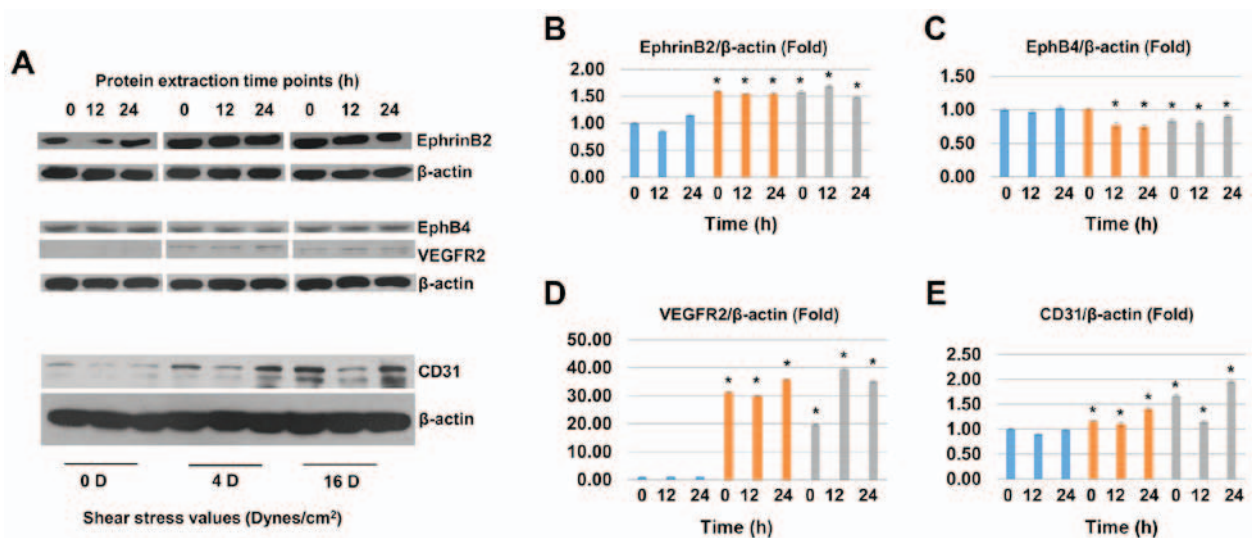 A
Protein extraction time points (h)
0 12 24 0 12 24 0 12 24
EphrinB2
β-actin
EphB4
VEGFR2
β-actin
CD31
β-actin
0 D 4 D 16 D
Shear stress values (Dynes/cm²)
B
EphrinB2/β-actin (Fold)
2.00
1.50
1.00
0.50
0.00
* * * * * *
0 12 24 0 12 24 0 12 24
Time (h)
C
EphB4/β-actin (Fold)
1.50
1.00
0.50
0.00
* * * * *
0 12 24 0 12 24 0 12 24
Time (h)
D
VEGFR2/β-actin (Fold)
50.00
40.00
30.00
20.00
10.00
0.00
* * * * * *
0 12 24 0 12 24 0 12 24
Time (h)
E
CD31/β-actin (Fold)
2.50
2.00
1.50
1.00
0.50
0.00
* * * * * *
0 12 24 0 12 24 0 12 24
Time (h)